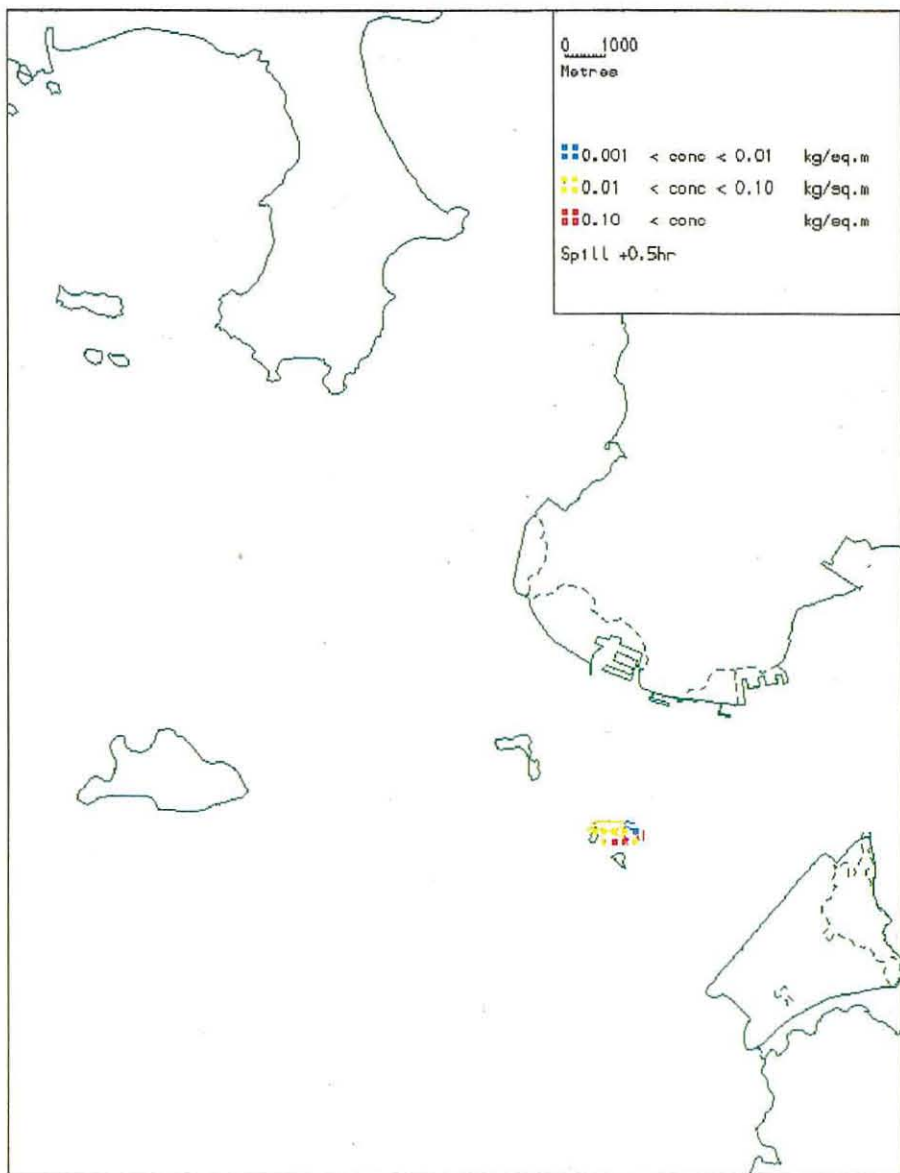 0 1000
Metres
0.001 < conc < 0.01 kg/sq.m
0.01 < conc < 0.10 kg/sq.m
0.10 < conc kg/sq.m
Spill +0.5hr